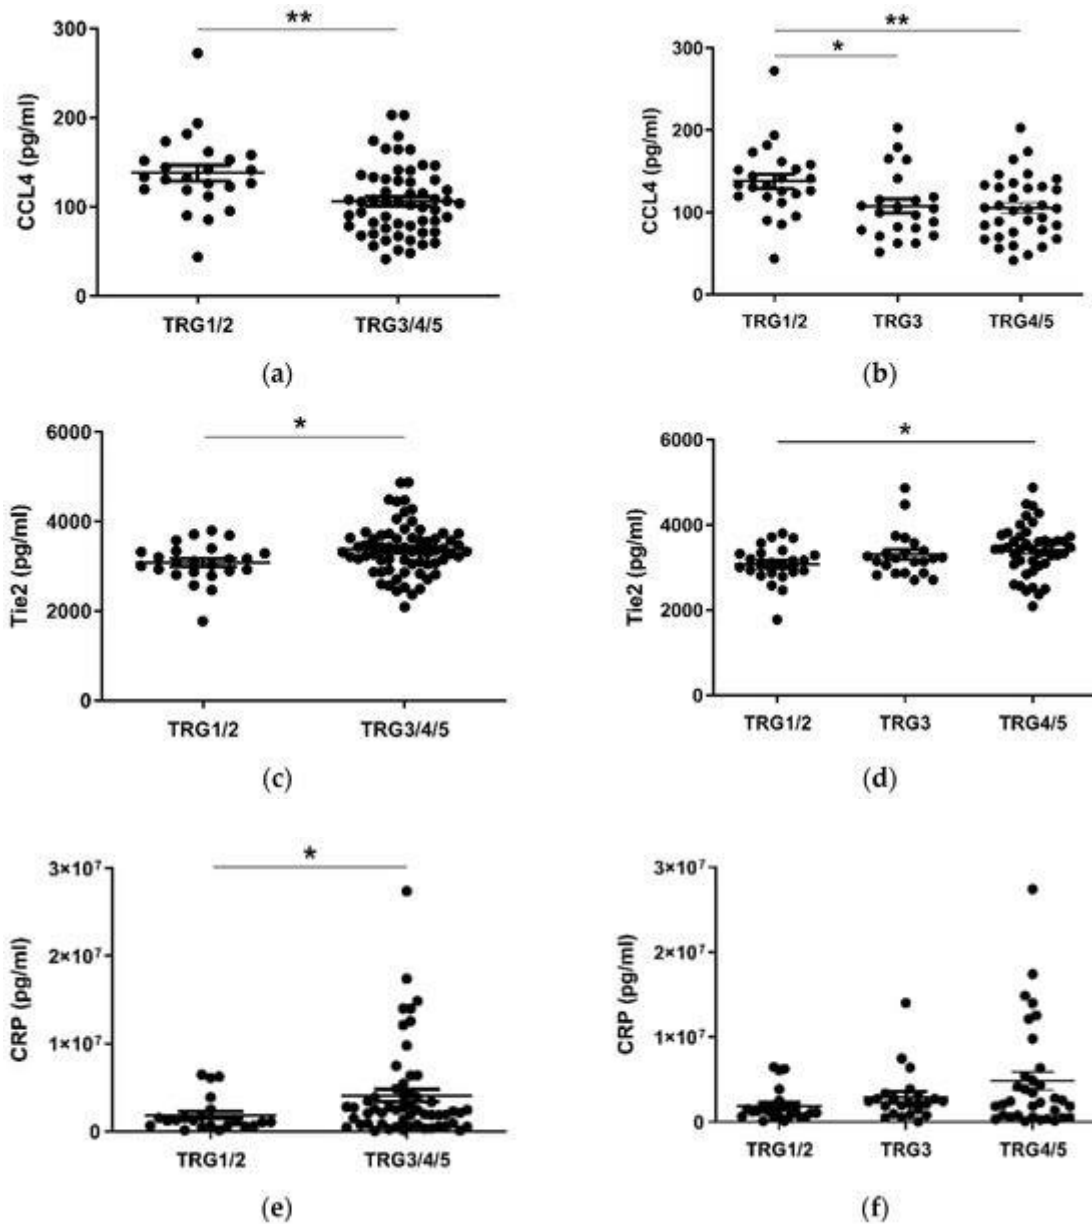 **
300
200
100
0
CCL4 (pg/ml)
TRG1/2
TRG3/4/5
(a)
**
*
300
200
100
0
CCL4 (pg/ml)
TRG1/2
TRG3
TRG4/5
(b)
*
6000
4000
2000
0
Tie2 (pg/ml)
TRG1/2
TRG3/4/5
(c)
*
6000
4000
2000
0
Tie2 (pg/ml)
TRG1/2
TRG3
TRG4/5
(d)
*
3×10⁷
2×10⁷
1×10⁷
0
CRP (pg/ml)
TRG1/2
TRG3/4/5
(e)
3×10⁷
2×10⁷
1×10⁷
0
CRP (pg/ml)
TRG1/2
TRG3
TRG4/5
(f)